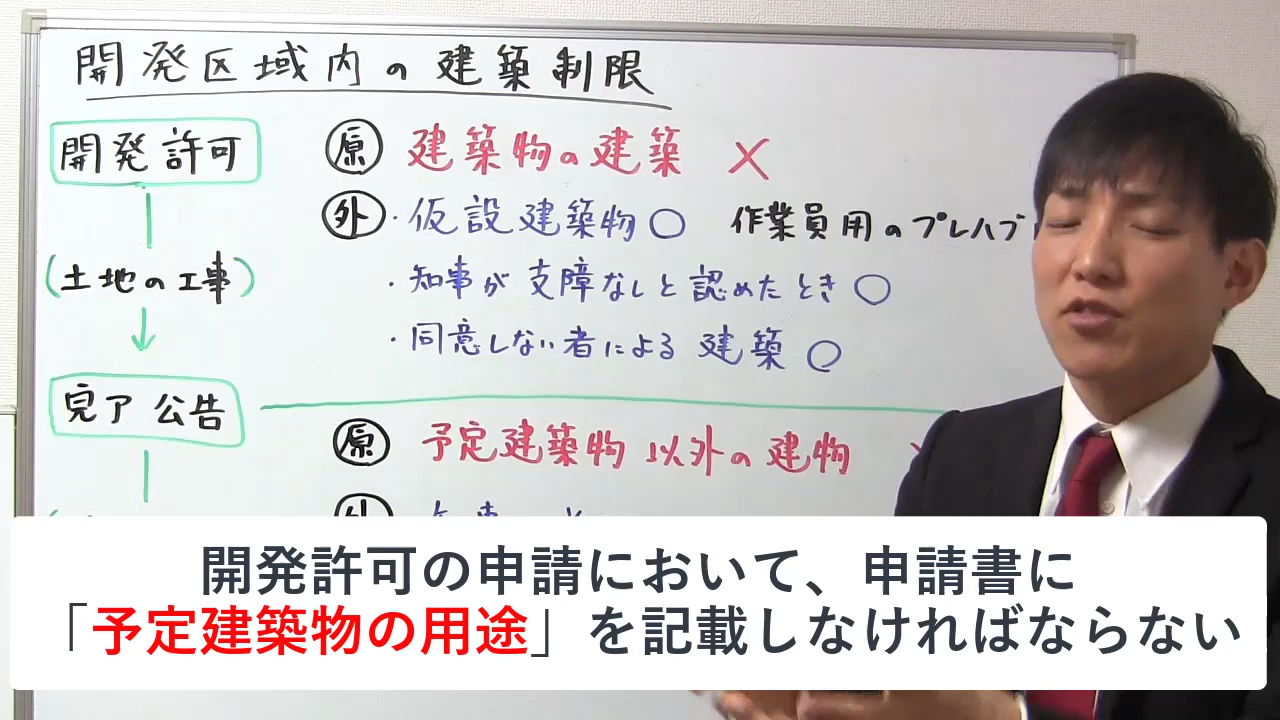 開発区域内の建築制限
開発許可
原 建築物の建築 ×
外 ・仮設建築物○ 作業員用のプレハブ
(土地の工事)
・知事が支障なしと認めたとき○
・同意しない者による建築○
完了公告
原 予定建築物以外の建物
開発許可の申請において、申請書に
「予定建築物の用途」を記載しなければならない